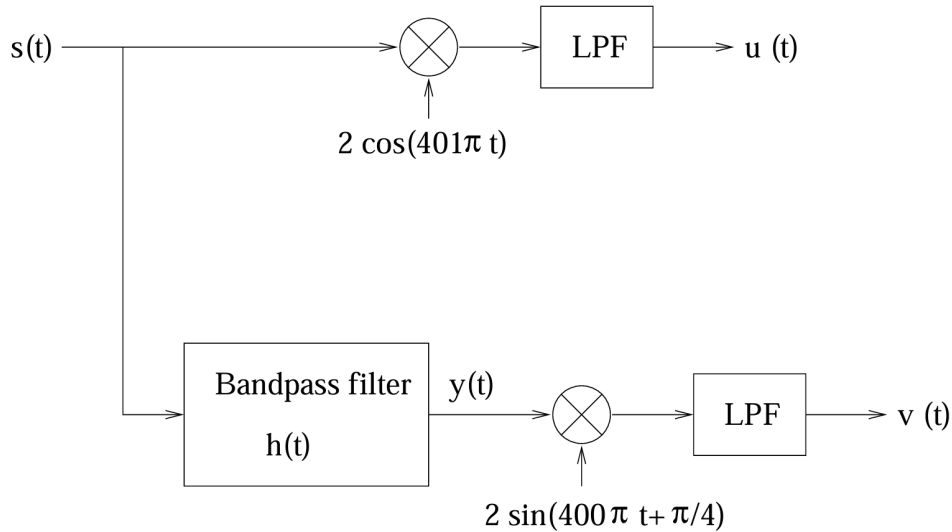 s(t)
LPF
u (t)
2 cos(401π t)
Bandpass filter
h(t)
y(t)
LPF
v (t)
2 sin(400π t+ π/4)